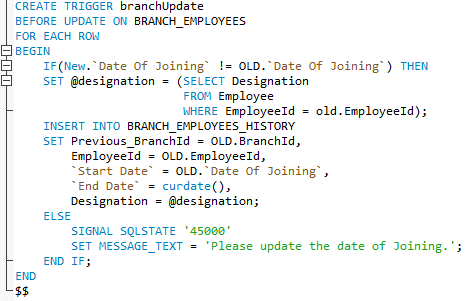 CREATE TRIGGER branchUpdate
BEFORE UPDATE ON BRANCH_EMPLOYEES
FOR EACH ROW
BEGIN
    IF(New.`Date Of Joining` != OLD.`Date Of Joining`) THEN
    SET @designation = (SELECT Designation
                        FROM Employee
                        WHERE EmployeeId = old.EmployeeId);
    INSERT INTO BRANCH_EMPLOYEES_HISTORY
    SET Previous_BranchId = OLD.BranchId,
        EmployeeId = OLD.EmployeeId,
        `Start Date` = OLD.`Date Of Joining`,
        `End Date` = curdate(),
        Designation = @designation;
    ELSE
        SIGNAL SQLSTATE '45000'
        SET MESSAGE_TEXT = 'Please update the date of Joining.';
    END IF;
END
$$